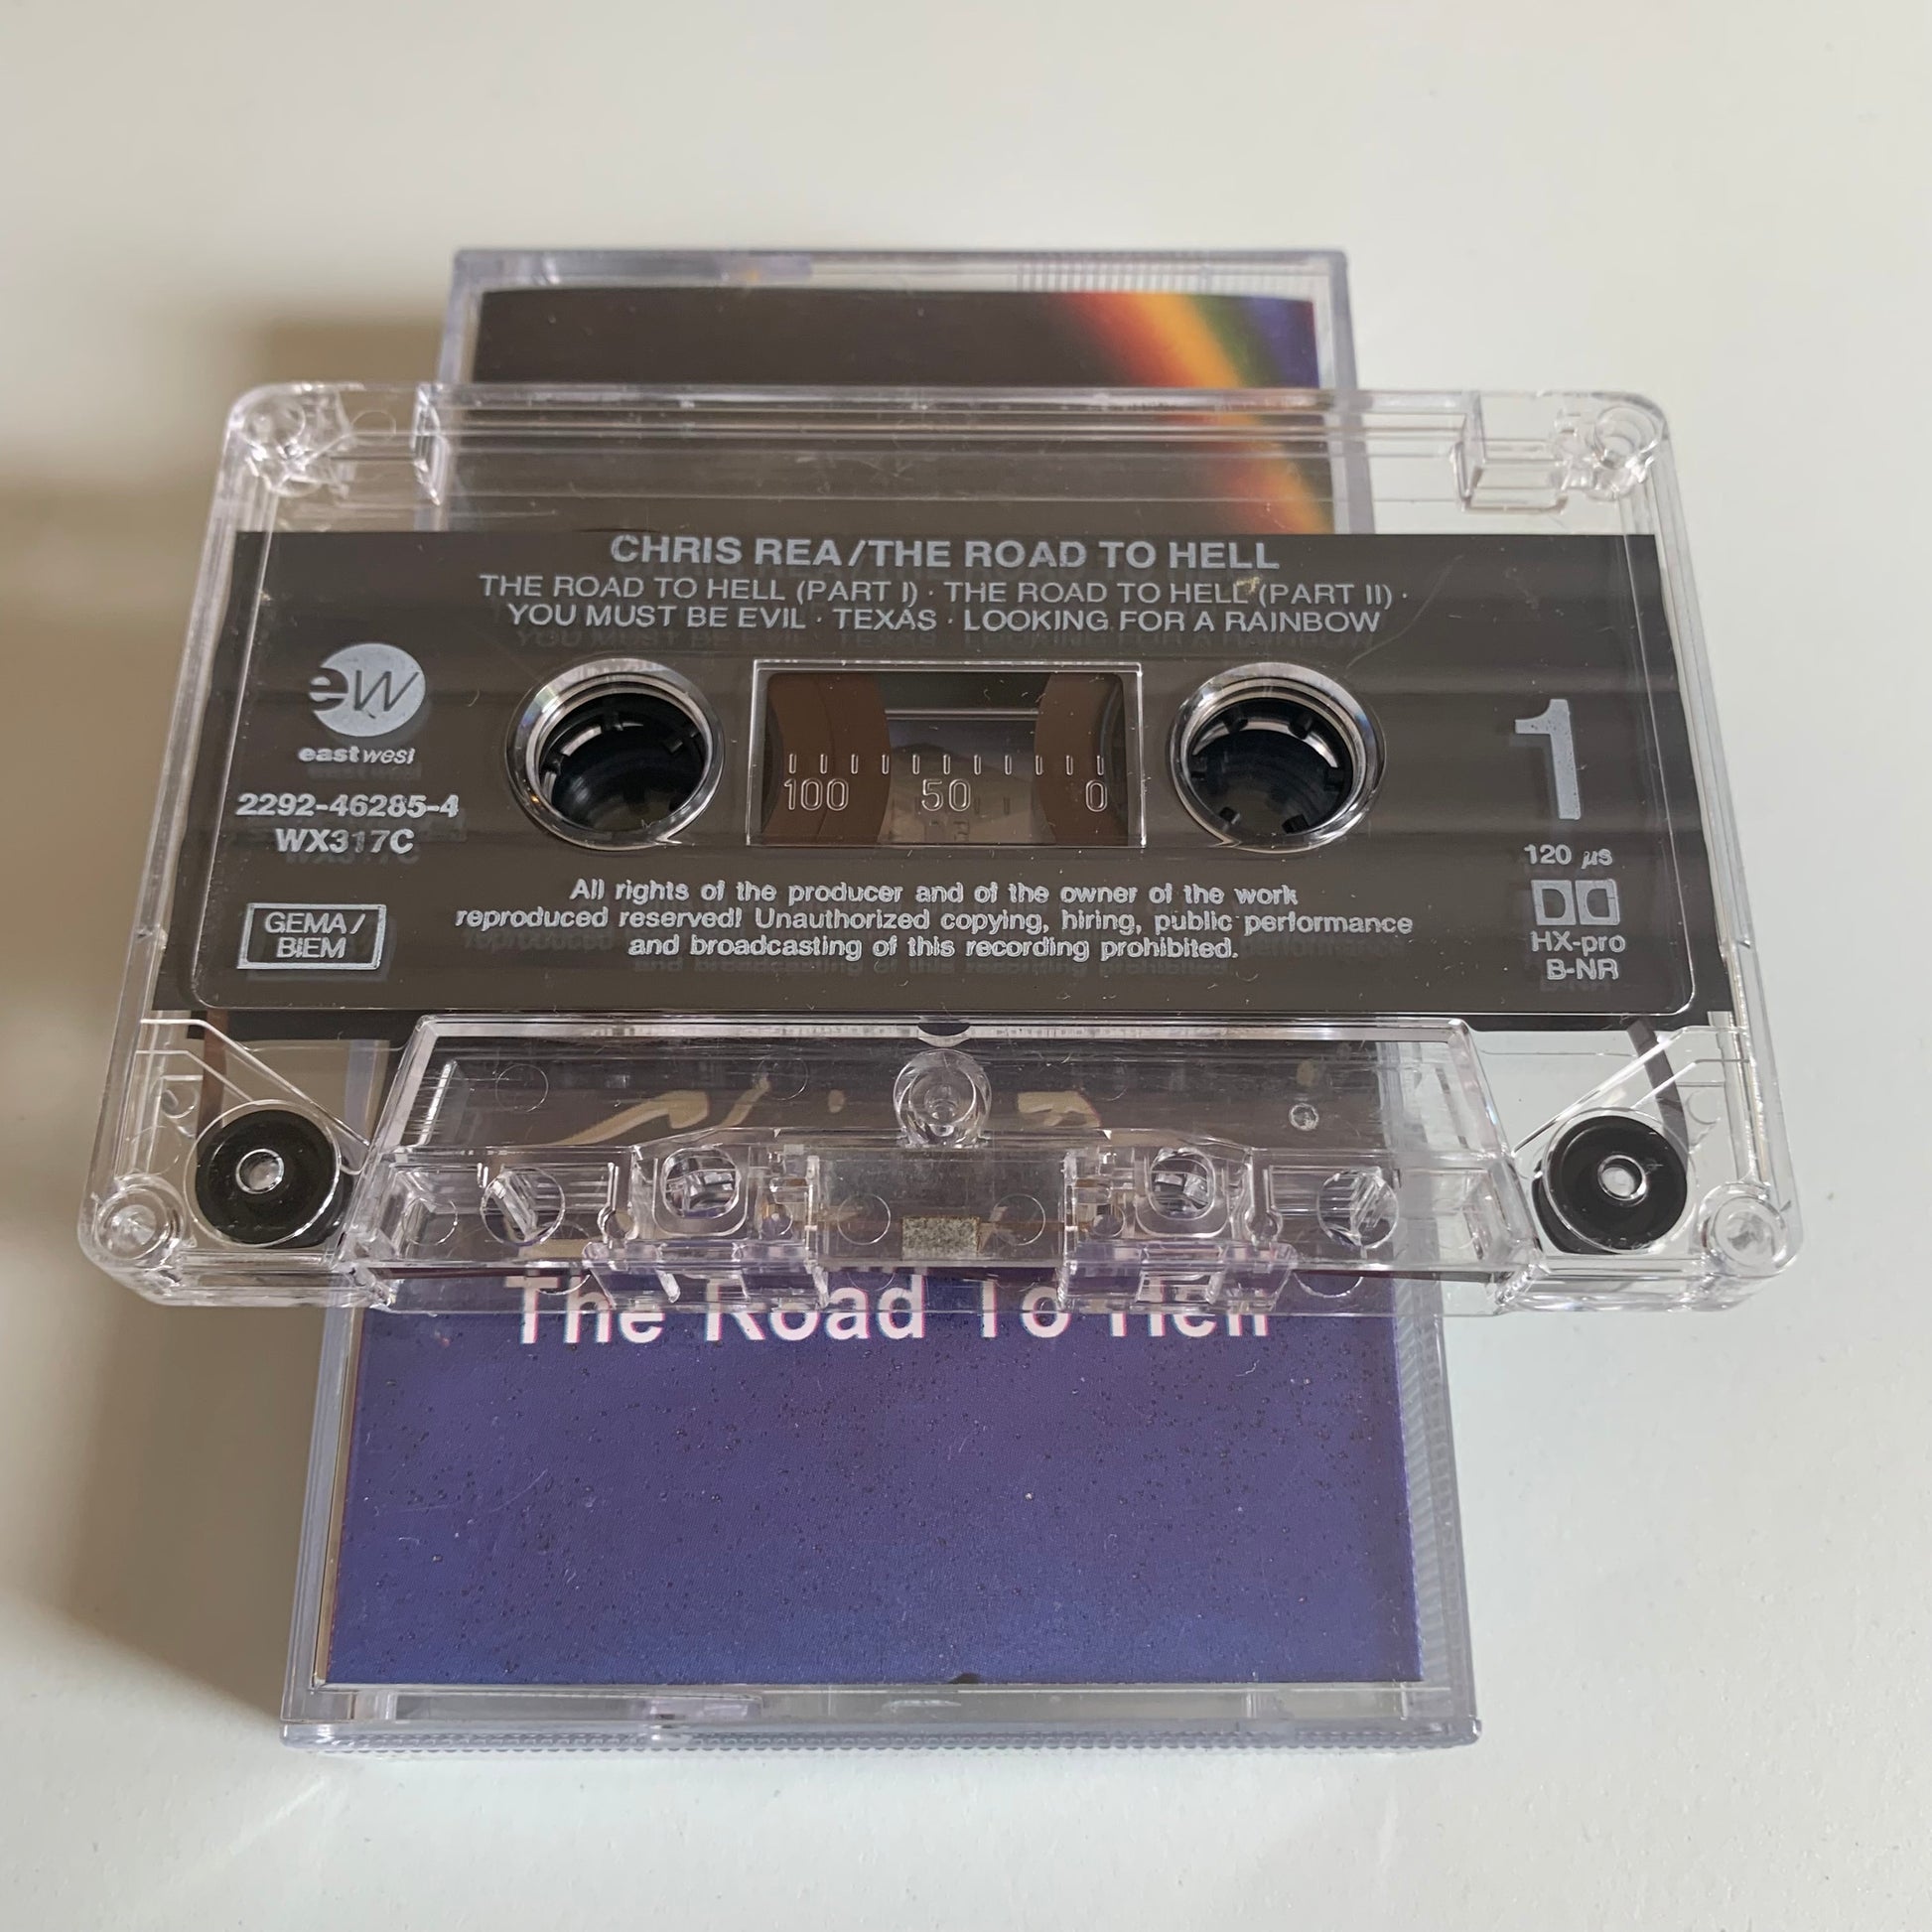 CHRIS REA/THE ROAD TO HELL
THE ROAD TO HELL (PART I) · THE ROAD TO HELL (PART II) ·
YOU MUST BE EVIL · TEXAS · LOOKING FOR A RAINBOW
ew
eastwest
2292-46285-4
WX317C
GEMA/
BIEM
100 50 0
1
120 µs
HX-pro
B-NR
All rights of the producer and of the owner of the work
reproduced reserved! Unauthorized copying, hiring, public performance
and broadcasting of this recording prohibited.
The Road To Hell